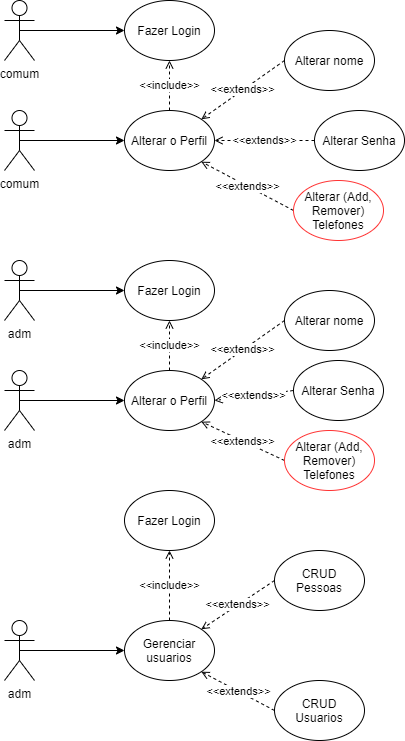 Fazer Login
comum
<<include>>
Alterar nome
<<extends>>
comum
Alterar o Perfil
<<extends>>
Alterar Senha
<<extends>>
Alterar (Add,
Remover)
Telefones
Fazer Login
adm
<<include>>
Alterar nome
<<extends>>
adm
Alterar o Perfil
<<extends>>
Alterar Senha
<<extends>>
Alterar (Add,
Remover)
Telefones
Fazer Login
<<include>>
CRUD
Pessoas
<<extends>>
adm
Gerenciar
usuarios
<<extends>>
CRUD
Usuarios